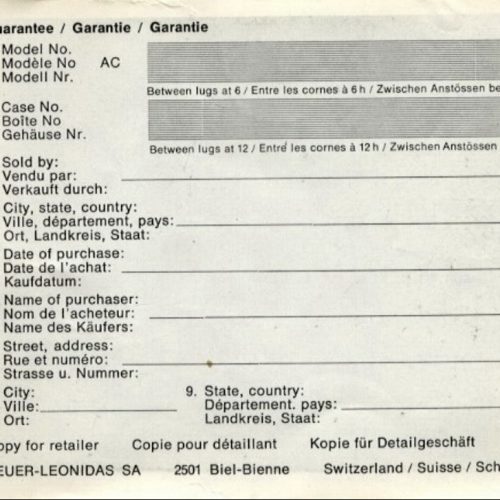 uarantee / Garantie / Garantie
Model No.
Modèle No AC
Modell Nr.
Between lugs at 6 / Entre les cornes à 6 h / Zwischen Anstössen be
Case No.
Boîte No
Gehäuse Nr.
Between lugs at 12 / Entre les cornes à 12 h / Zwischen Anstössen
Sold by:
Vendu par:
Verkauft durch:
City, state, country:
Ville, département, pays:
Ort, Landkreis, Staat:
Date of purchase:
Date de l'achat:
Kaufdatum:
Name of purchaser:
Nom de l'acheteur:
Name des Käufers:
Street, address:
Rue et numéro:
Strasse u. Nummer:
City: 9. State, country:
Ville: Département. pays:
Ort: Landkreis, Staat:
opy for retailer Copie pour détaillant Kopie für Detailgeschäft
EUER-LEONIDAS SA 2501 Biel-Bienne Switzerland / Suisse / Sch